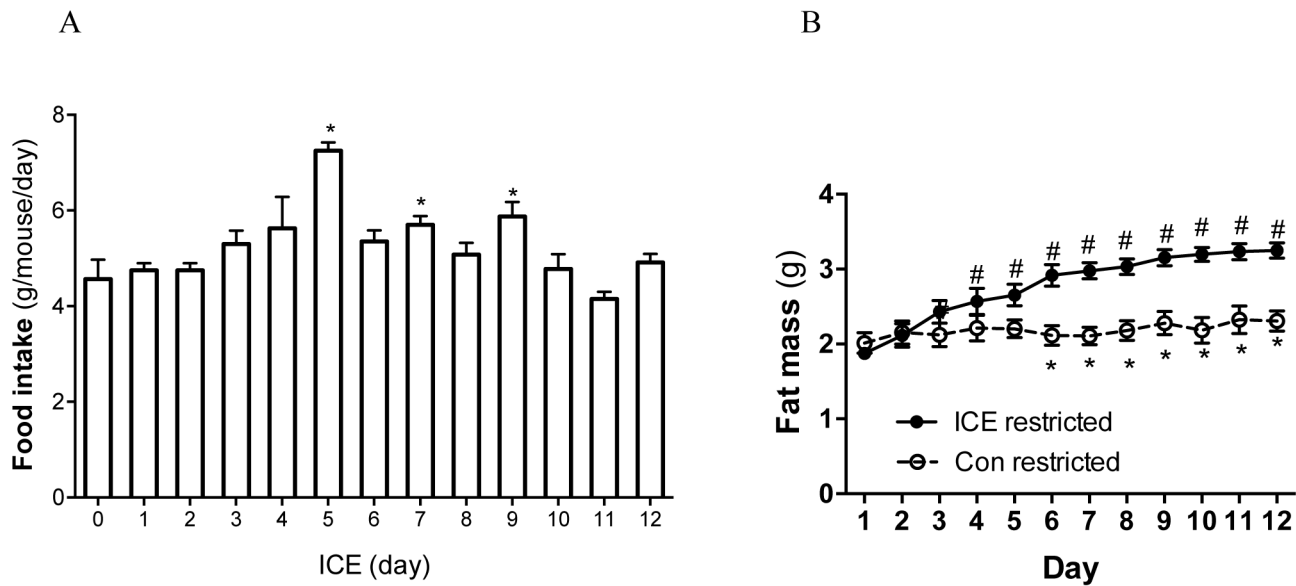 A
Food intake (g/mouse/day)
8
6
4
2
0
* * *
0 1 2 3 4 5 6 7 8 9 10 11 12
ICE (day)
B
Fat mass (g)
4
3
2
1
0
# # # # # # # # #
* * * * * * *
ICE restricted
Con restricted
1 2 3 4 5 6 7 8 9 10 11 12
Day